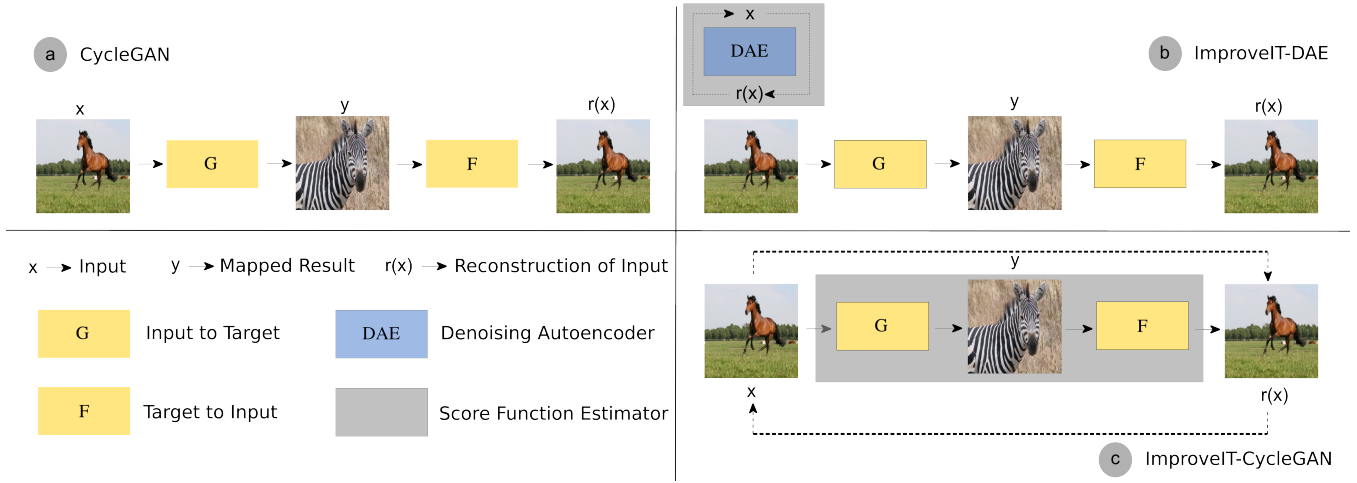 a CycleGAN
x
y
r(x)
G
F
x
DAE
r(x)
b ImproveIT-DAE
y
r(x)
G
F
x Input y Mapped Result r(x) Reconstruction of Input
G Input to Target DAE Denoising Autoencoder
F Target to Input Score Function Estimator
y
G
F
x
r(x)
c ImproveIT-CycleGAN